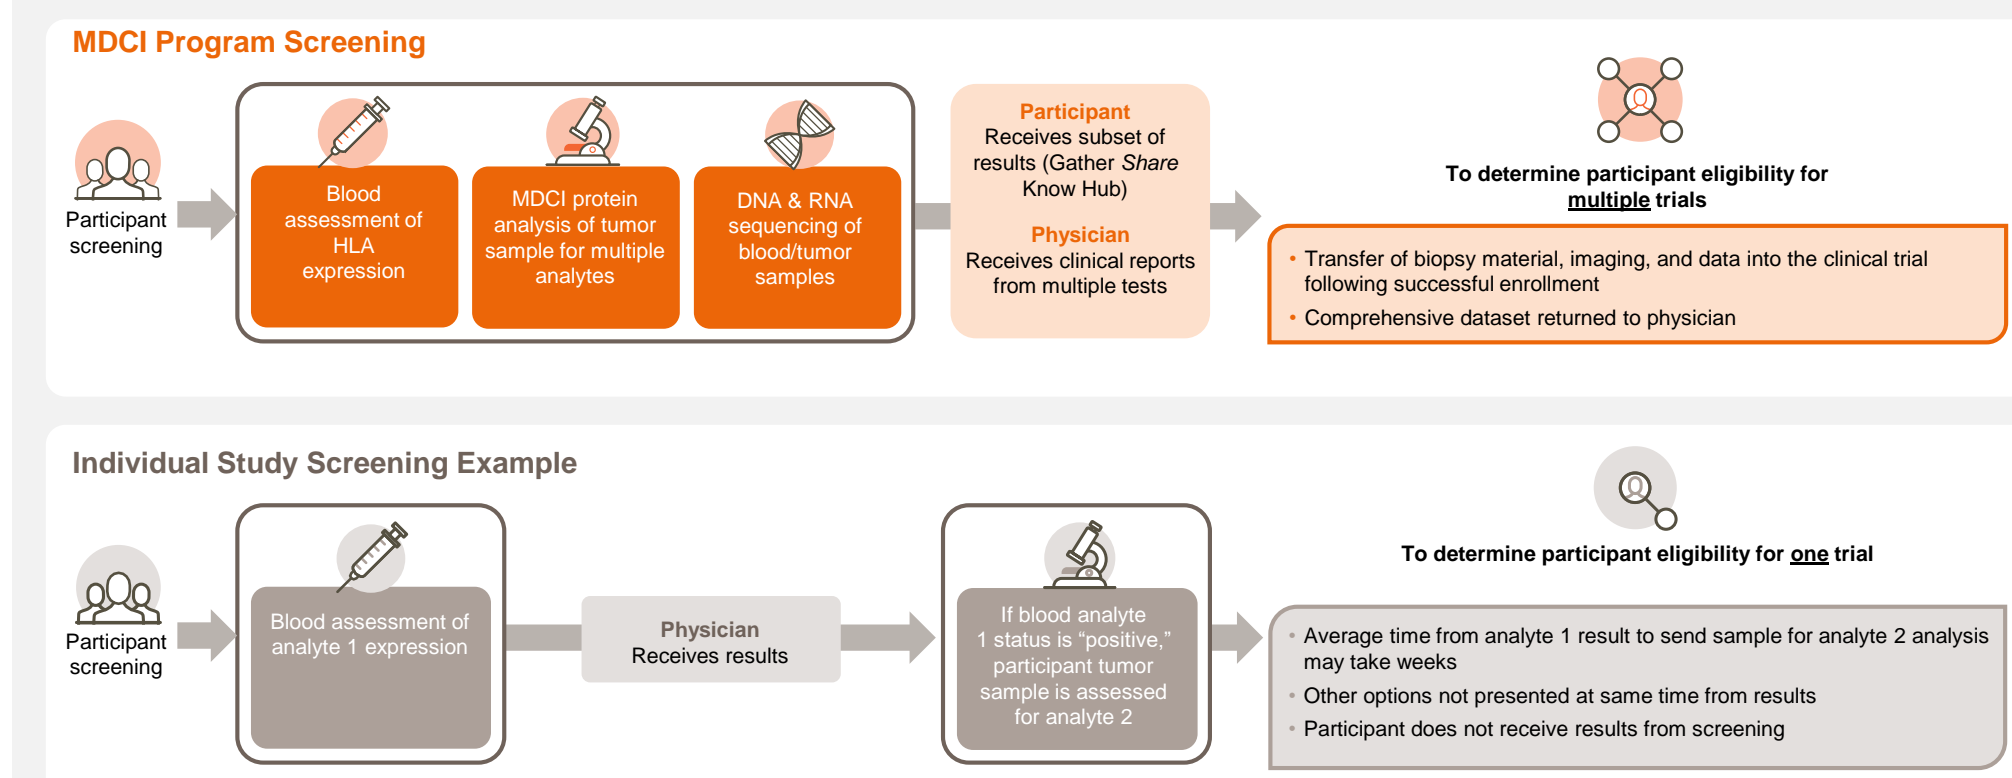 MDCI Program Screening
Participant
screening
Blood
assessment of
HLA
expression
MDCI protein
analysis of tumor
sample for multiple
analytes
DNA & RNA
sequencing of
blood/tumor
samples
Participant
Receives subset of
results (Gather Share
Know Hub)
Physician
Receives clinical reports
from multiple tests
To determine participant eligibility for
multiple trials
• Transfer of biopsy material, imaging, and data into the clinical trial
following successful enrollment
• Comprehensive dataset returned to physician
Individual Study Screening Example
Participant
screening
Blood assessment of
analyte 1 expression
Physician
Receives results
If blood analyte
1 status is “positive,”
participant tumor
sample is assessed
for analyte 2
To determine participant eligibility for one trial
• Average time from analyte 1 result to send sample for analyte 2 analysis
may take weeks
• Other options not presented at same time from results
• Participant does not receive results from screening